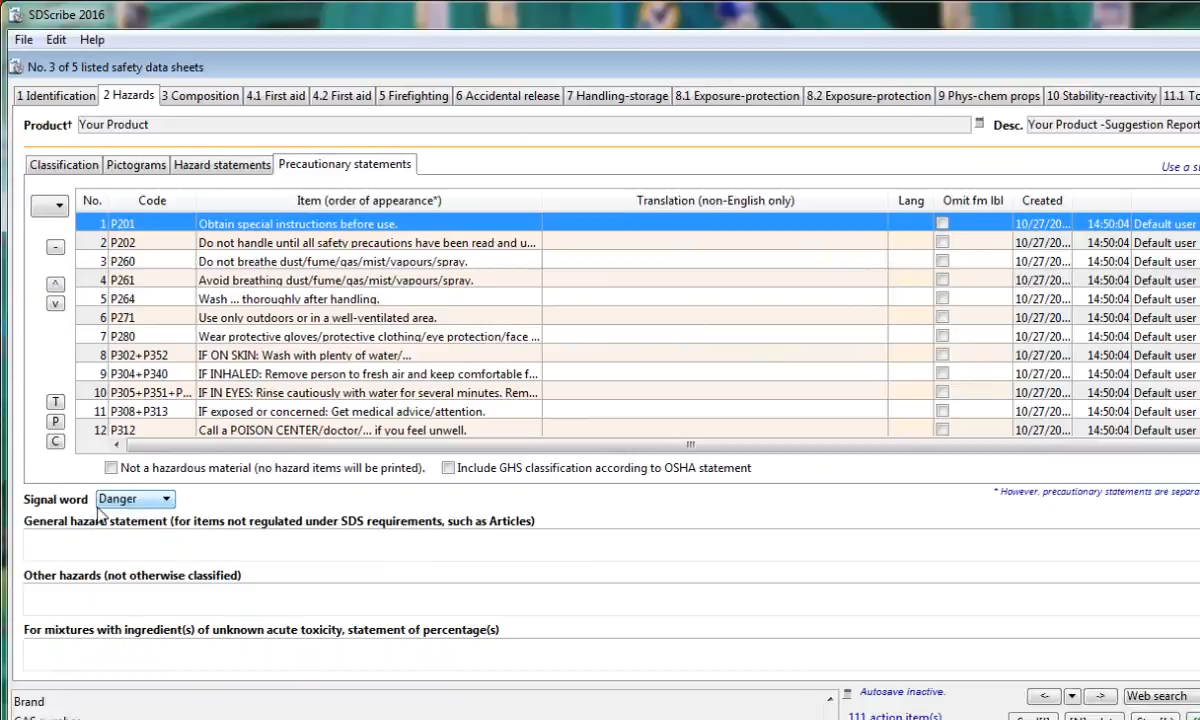 SDScribe 2016
File Edit Help
No. 3 of 5 listed safety data sheets
1 Identification 2 Hazards 3 Composition 4.1 First aid 4.2 First aid 5 Firefighting 6 Accidental release 7 Handling-storage 8.1 Exposure-protection 8.2 Exposure-protection 9 Phys-chem props 10 Stability-reactivity 11.1 To
Product† Your Product Desc. Your Product -Suggestion Report
Classification Pictograms Hazard statements Precautionary statements Use a s
No. Code Item (order of appearance*) Translation (non-English only) Lang Omit fm lbl Created
1 P201 Obtain special instructions before use. 10/27/20... 14:50:04 Default user
2 P202 Do not handle until all safety precautions have been read and u... 10/27/20... 14:50:04 Default user
3 P260 Do not breathe dust/fume/gas/mist/vapours/spray. 10/27/20... 14:50:04 Default user
4 P261 Avoid breathing dust/fume/gas/mist/vapours/spray. 10/27/20... 14:50:04 Default user
5 P264 Wash ... thoroughly after handling. 10/27/20... 14:50:04 Default user
6 P271 Use only outdoors or in a well-ventilated area. 10/27/20... 14:50:04 Default user
7 P280 Wear protective gloves/protective clothing/eye protection/face ... 10/27/20... 14:50:04 Default user
8 P302+P352 IF ON SKIN: Wash with plenty of water/... 10/27/20... 14:50:04 Default user
9 P304+P340 IF INHALED: Remove person to fresh air and keep comfortable f... 10/27/20... 14:50:04 Default user
10 P305+P351+P... IF IN EYES: Rinse cautiously with water for several minutes. Rem... 10/27/20... 14:50:04 Default user
11 P308+P313 IF exposed or concerned: Get medical advice/attention. 10/27/20... 14:50:04 Default user
12 P312 Call a POISON CENTER/doctor/... if you feel unwell. 10/27/20... 14:50:04 Default user
-
^
v
T
P
C
Not a hazardous material (no hazard items will be printed). Include GHS classification according to OSHA statement
Signal word Danger * However, precautionary statements are separa
General hazard statement (for items not regulated under SDS requirements, such as Articles)
Other hazards (not otherwise classified)
For mixtures with ingredient(s) of unknown acute toxicity, statement of percentage(s)
Brand Autosave inactive. <- -> Web search
111 action item(s)